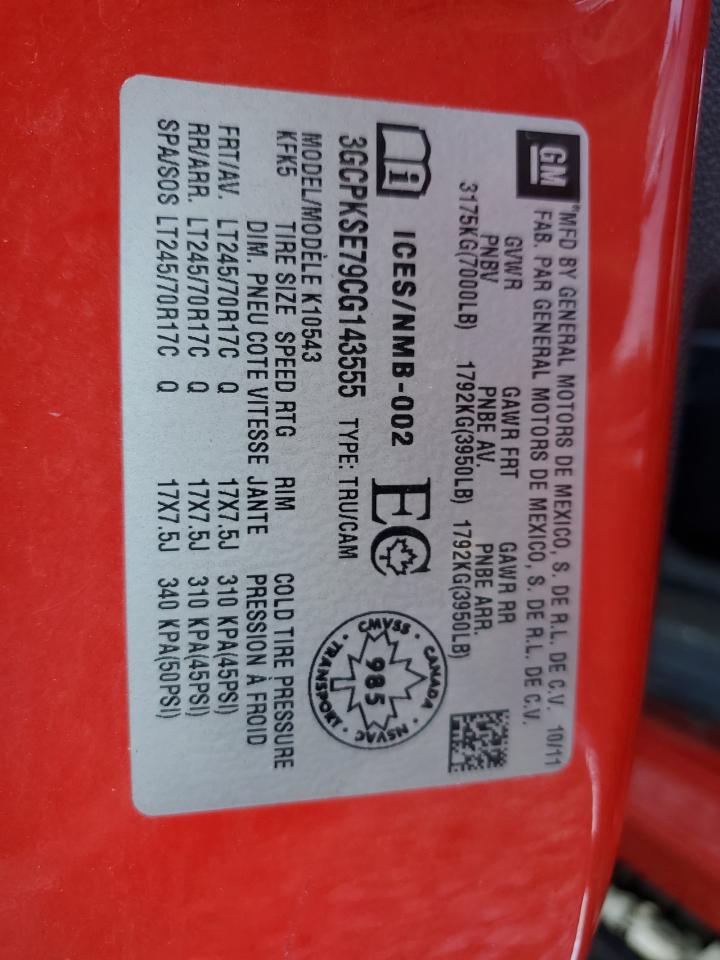 GM
®MFD BY GENERAL MOTORS DE MEXICO, S. DE R.L. DE C.V. 10/11
FAB. PAR GENERAL MOTORS DE MEXICO, S. DE R.L. DE C.V.
GVWR GAWR FRT GAWR RR
PNBV PNBE AV. PNBE ARR.
3175KG(7000LB) 1792KG(3950LB) 1792KG(3950LB)
i ICES/NMB-002 EC
3GCPKSE79CG143555 TYPE: TRU/CAM
CMVSS · CANADA · NSVAC · TRANSPORT ·
985
MODEL/MODÈLE K10543
KFK5 TIRE SIZE SPEED RTG RIM COLD TIRE PRESSURE
DIM. PNEU COTE VITESSE JANTE PRESSION À FROID
FRT/AV. LT245/70R17C Q 17X7.5J 310 KPA(45PSI)
RR/ARR. LT245/70R17C Q 17X7.5J 310 KPA(45PSI)
SPA/SOS LT245/70R17C Q 17X7.5J 340 KPA(50PSI)